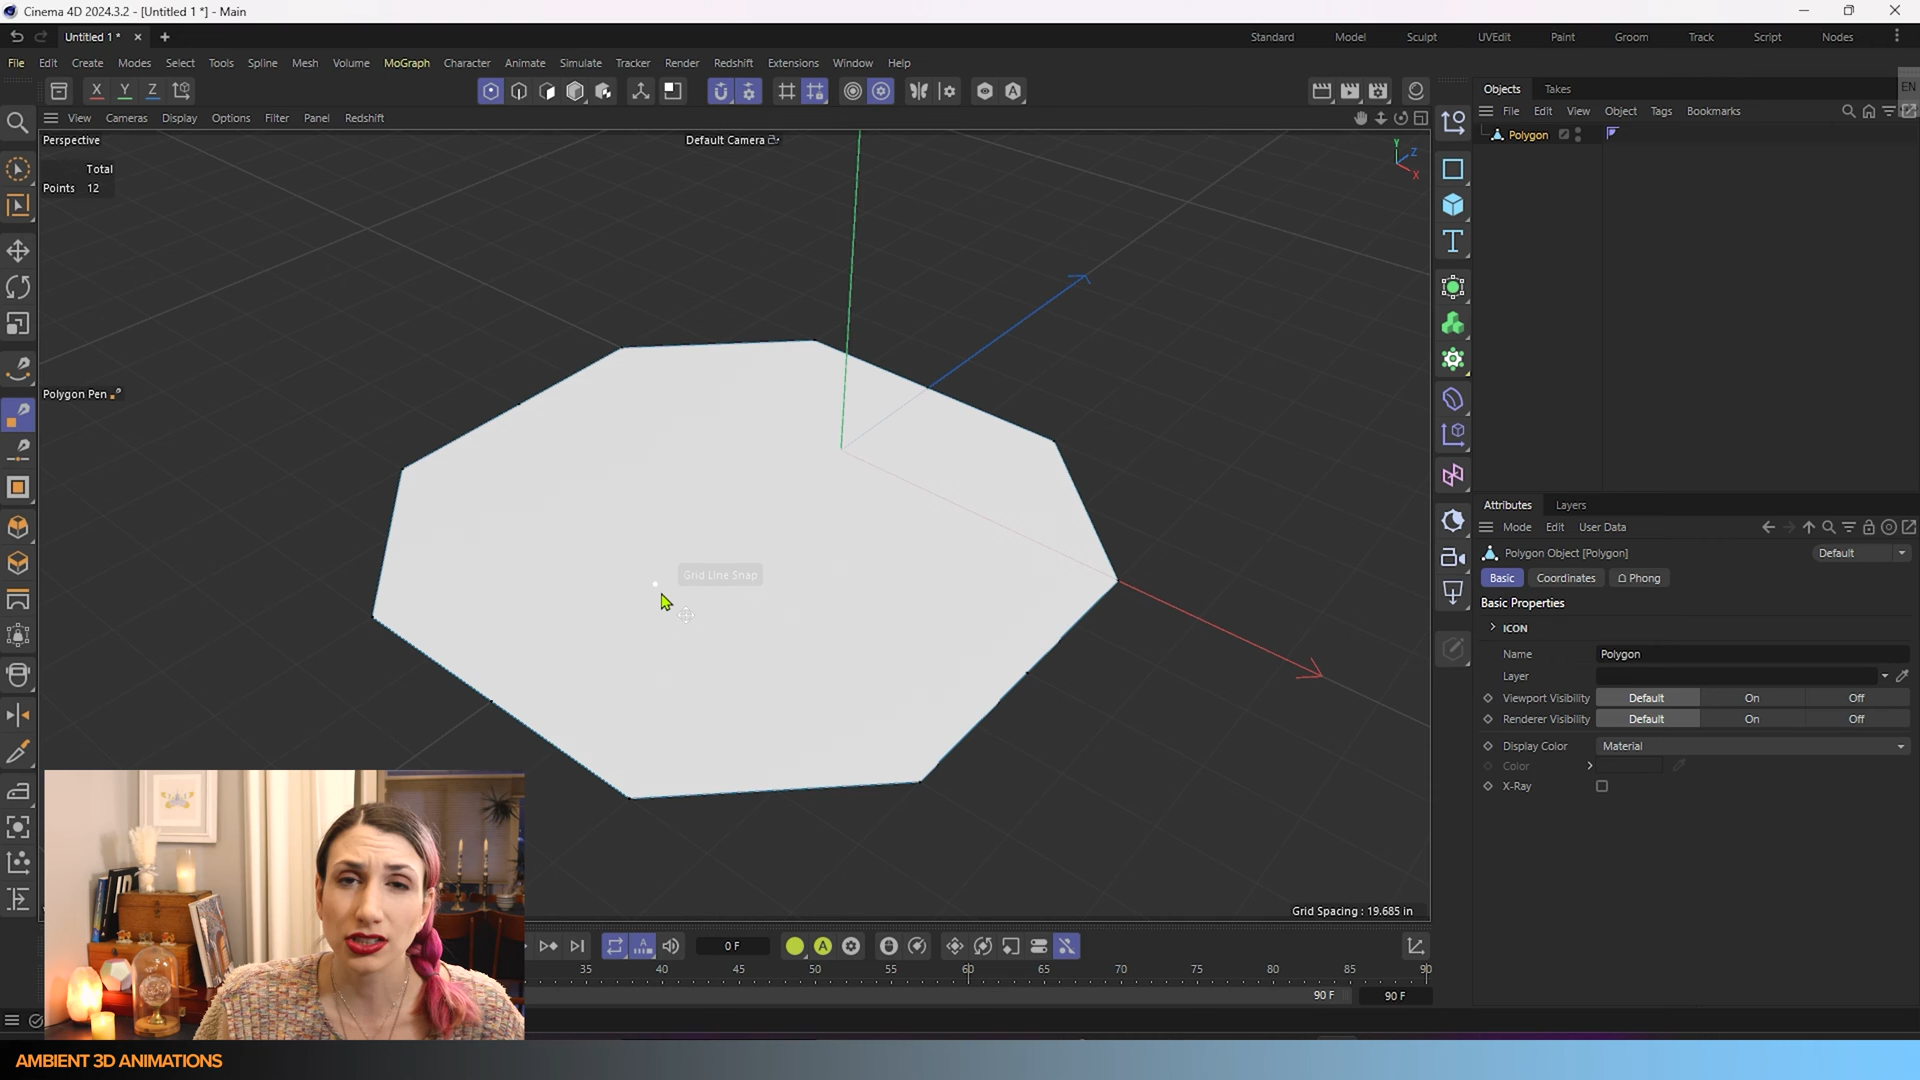 Cinema 4D 2024.3.2 - [Untitled 1 *] - Main
Untitled 1 *
Standard Model Sculpt UVEdit Paint Groom Track Script Nodes
File Edit Create Modes Select Tools Spline Mesh Volume MoGraph Character Animate Simulate Tracker Render Redshift Extensions Window Help
X Y Z
EN
Objects Takes
View Cameras Display Options Filter Panel Redshift
File Edit View Object Tags Bookmarks
Perspective
Default Camera
Polygon
Y
Z
X
Total
Points 12
Polygon Pen
Grid Line Snap
Attributes Layers
Mode Edit User Data
Polygon Object [Polygon]
Default
Basic Coordinates Phong
Basic Properties
ICON
Name Polygon
Layer
Viewport Visibility Default On Off
Renderer Visibility Default On Off
Display Color Material
Color
X-Ray
Grid Spacing : 19.685 in
0 F
35 40 45 50 55 60 65 70 75 80 85 90
90 F 90 F
AMBIENT 3D ANIMATIONS